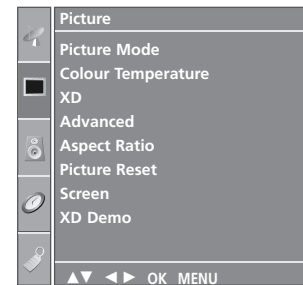 Picture
Picture Mode
Colour Temperature
XD
Advanced
Aspect Ratio
Picture Reset
Screen
XD Demo
▲▼ ◄► OK MENU